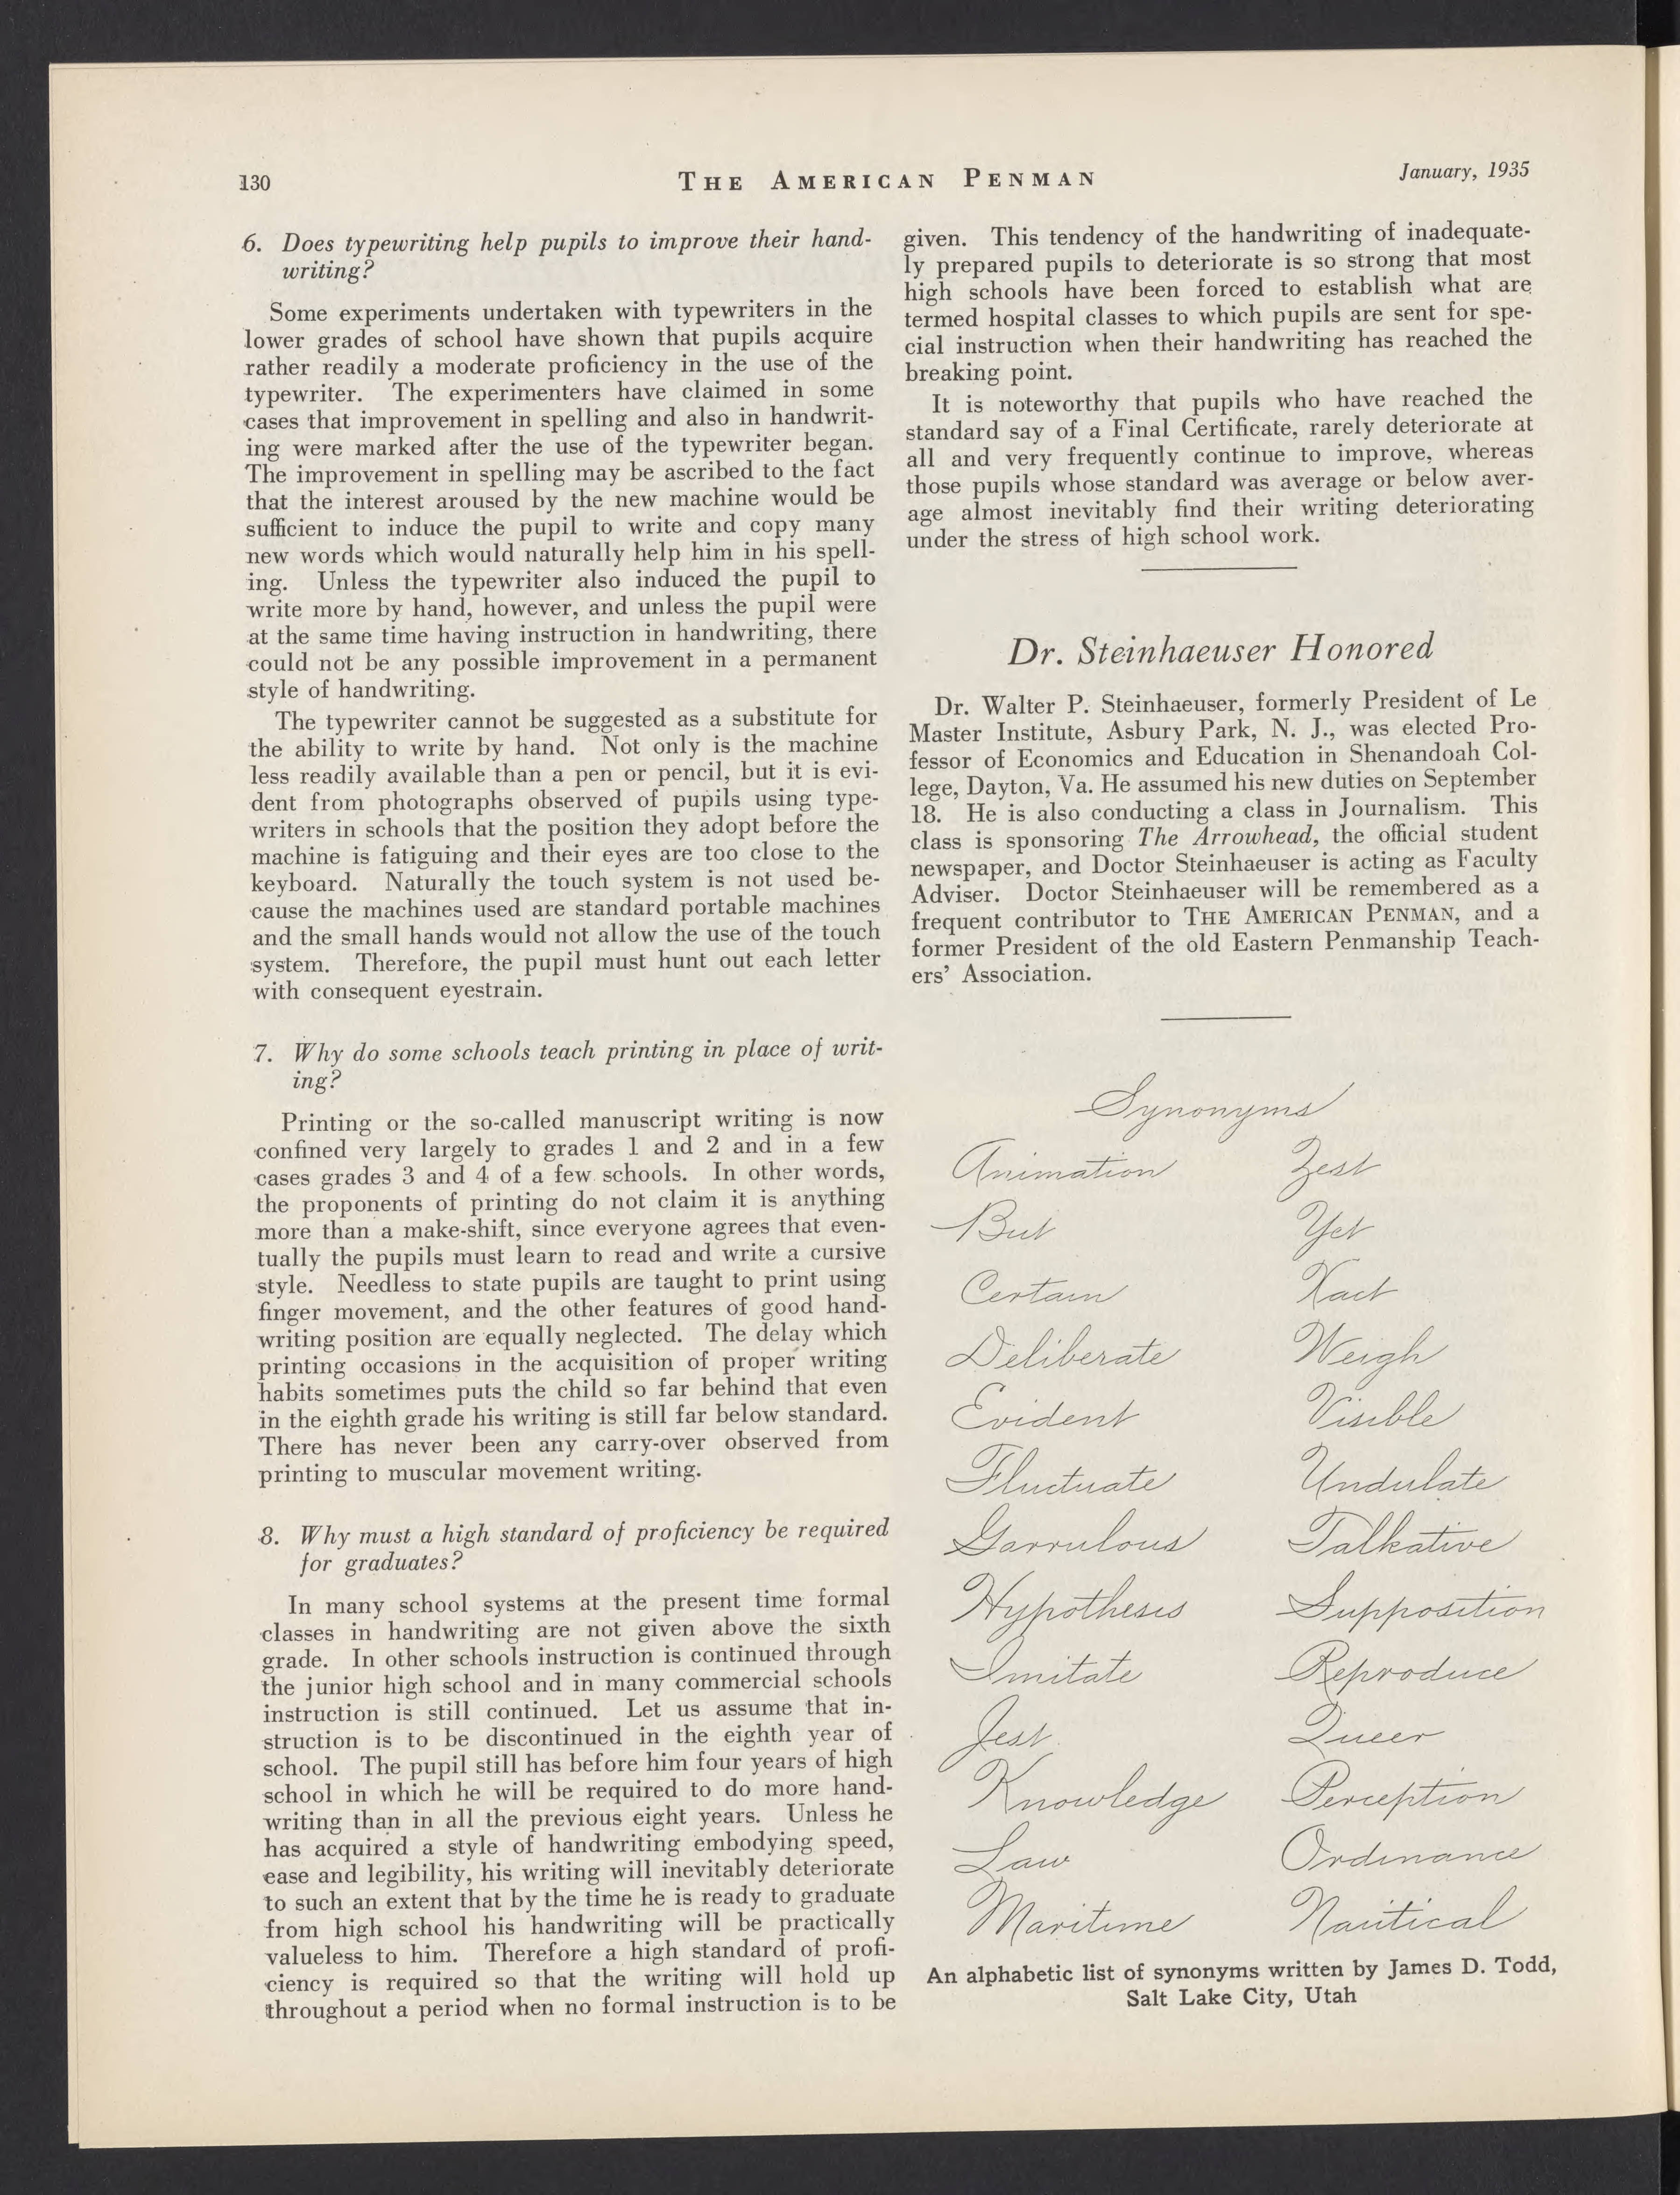 130
THE AMERICAN PENMAN
January, 1935
6. Does typewriting help pupils to improve their hand-
writing?
Some experiments undertaken with typewriters in the
lower grades of school have shown that pupils acquire
rather readily a moderate proficiency in the use of the
typewriter. The experimenters have claimed in some
cases that improvement in spelling and also in handwrit-
ing were marked after the use of the typewriter began.
The improvement in spelling may be ascribed to the fact
that the interest aroused by the new machine would be
sufficient to induce the pupil to write and copy many
new words which would naturally help him in his spell-
ing. Unless the typewriter also induced the pupil to
write more by hand, however, and unless the pupil were
at the same time having instruction in handwriting, there
could not be any possible improvement in a permanent
style of handwriting.
The typewriter cannot be suggested as a substitute for
the ability to write by hand. Not only is the machine
less readily available than a pen or pencil, but it is evi-
dent from photographs observed of pupils using type-
writers in schools that the position they adopt before the
machine is fatiguing and their eyes are too close to the
keyboard. Naturally the touch system is not used be-
cause the machines used are standard portable machines
and the small hands would not allow the use of the touch
system. Therefore, the pupil must hunt out each letter
with consequent eyestrain.
7. Why do some schools teach printing in place of writ-
ing?
Printing or the so-called manuscript writing is now
confined very largely to grades 1 and 2 and in a few
cases grades 3 and 4 of a few schools. In other words,
the proponents of printing do not claim it is anything
more than a make-shift, since everyone agrees that even-
tually the pupils must learn to read and write a cursive
style. Needless to state pupils are taught to print using
finger movement, and the other features of good hand-
writing position are equally neglected. The delay which
printing occasions in the acquisition of proper writing
habits sometimes puts the child so far behind that even
in the eighth grade his writing is still far below standard.
There has never been any carry-over observed from
printing to muscular movement writing.
8. Why must a high standard of proficiency be required
for graduates?
In many school systems at the present time formal
classes in handwriting are not given above the sixth
grade. In other schools instruction is continued through
the junior high school and in many commercial schools
instruction is still continued. Let us assume that in-
struction is to be discontinued in the eighth year of
school. The pupil still has before him four years of high
school in which he will be required to do more hand-
writing than in all the previous eight years. Unless he
has acquired a style of handwriting embodying speed,
ease and legibility, his writing will inevitably deteriorate
to such an extent that by the time he is ready to graduate
from high school his handwriting will be practically
valueless to him. Therefore a high standard of profi-
ciency is required so that the writing will hold up
throughout a period when no formal instruction is to be
given. This tendency of the handwriting of inadequate-
ly prepared pupils to deteriorate is so strong that most
high schools have been forced to establish what are
termed hospital classes to which pupils are sent for spe-
cial instruction when their handwriting has reached the
breaking point.
It is noteworthy that pupils who have reached the
standard say of a Final Certificate, rarely deteriorate at
all and very frequently continue to improve, whereas
those pupils whose standard was average or below aver-
age almost inevitably find their writing deteriorating
under the stress of high school work.
Dr. Steinhaeuser Honored
Dr. Walter P. Steinhaeuser, formerly President of Le
Master Institute, Asbury Park, N. J., was elected Pro-
fessor of Economics and Education in Shenandoah Col-
lege, Dayton, Va. He assumed his new duties on September
18. He is also conducting a class in Journalism. This
class is sponsoring The Arrowhead, the official student
newspaper, and Doctor Steinhaeuser is acting as Faculty
Adviser. Doctor Steinhaeuser will be remembered as a
frequent contributor to THE AMERICAN PENMAN, and a
former President of the old Eastern Penmanship Teach-
ers' Association.
Synonyms
Animation Zest
But Yet
Certain Xact
Deliberate Weigh
Evident Visible
Fluctuate Undulate
Garrulous Talkative
Hypothesis Supposition
Imitate Reproduce
Jest Queer
Knowledge Perception
Law Ordinance
Maritime Nautical
An alphabetic list of synonyms written by James D. Todd,
Salt Lake City, Utah